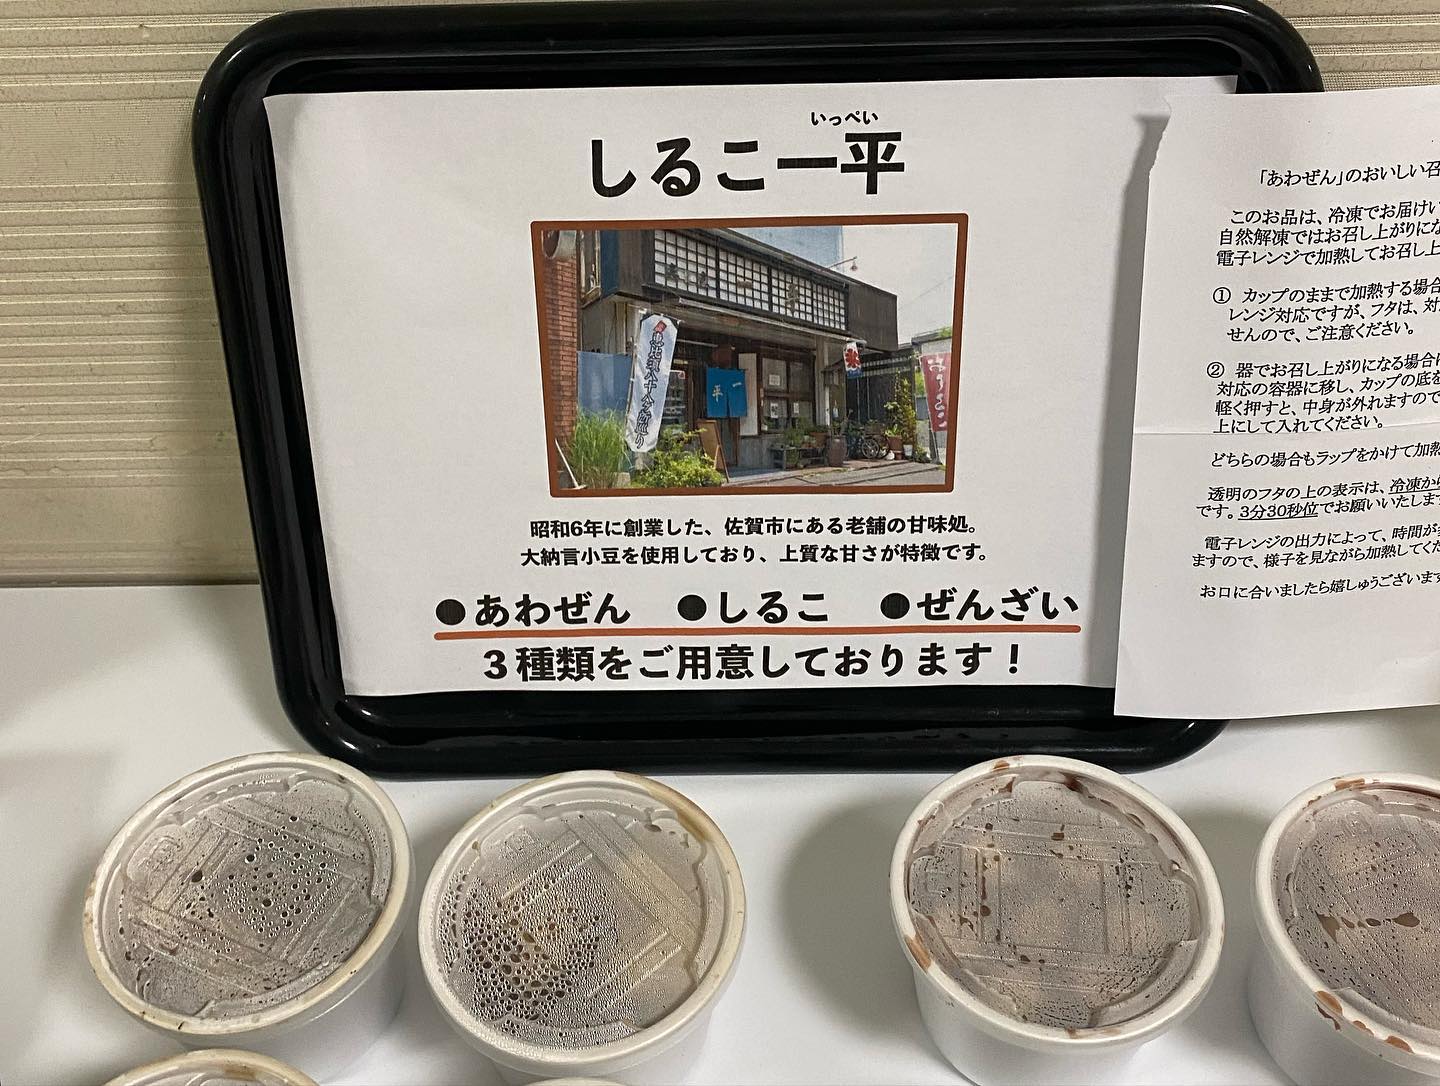 いっぺい
しるこ一平
一平
昭和6年に創業した、佐賀市にある老舗の甘味処。
大納言小豆を使用しており、上質な甘さが特徴です。
●あわぜん ●しるこ ●ぜんざい
3種類をご用意しております!
「あわぜん」のおいしい召
このお品は、冷凍でお届けい
自然解凍ではお召し上がりにな
電子レンジで加熱してお召し上
① カップのままで加熱する場合
レンジ対応ですが、フタは、対
せんので、ご注意ください。
② 器でお召し上がりになる場合は
対応の容器に移し、カップの底を
軽く押すと、中身が外れますので
上にして入れてください。
どちらの場合もラップをかけて加熱
透明のフタの上の表示は、冷凍から
です。3分30秒位でお願いいたします
電子レンジの出力によって、時間が
ますので、様子を見ながら加熱してくだ
お口に合いましたら嬉しゅうございます